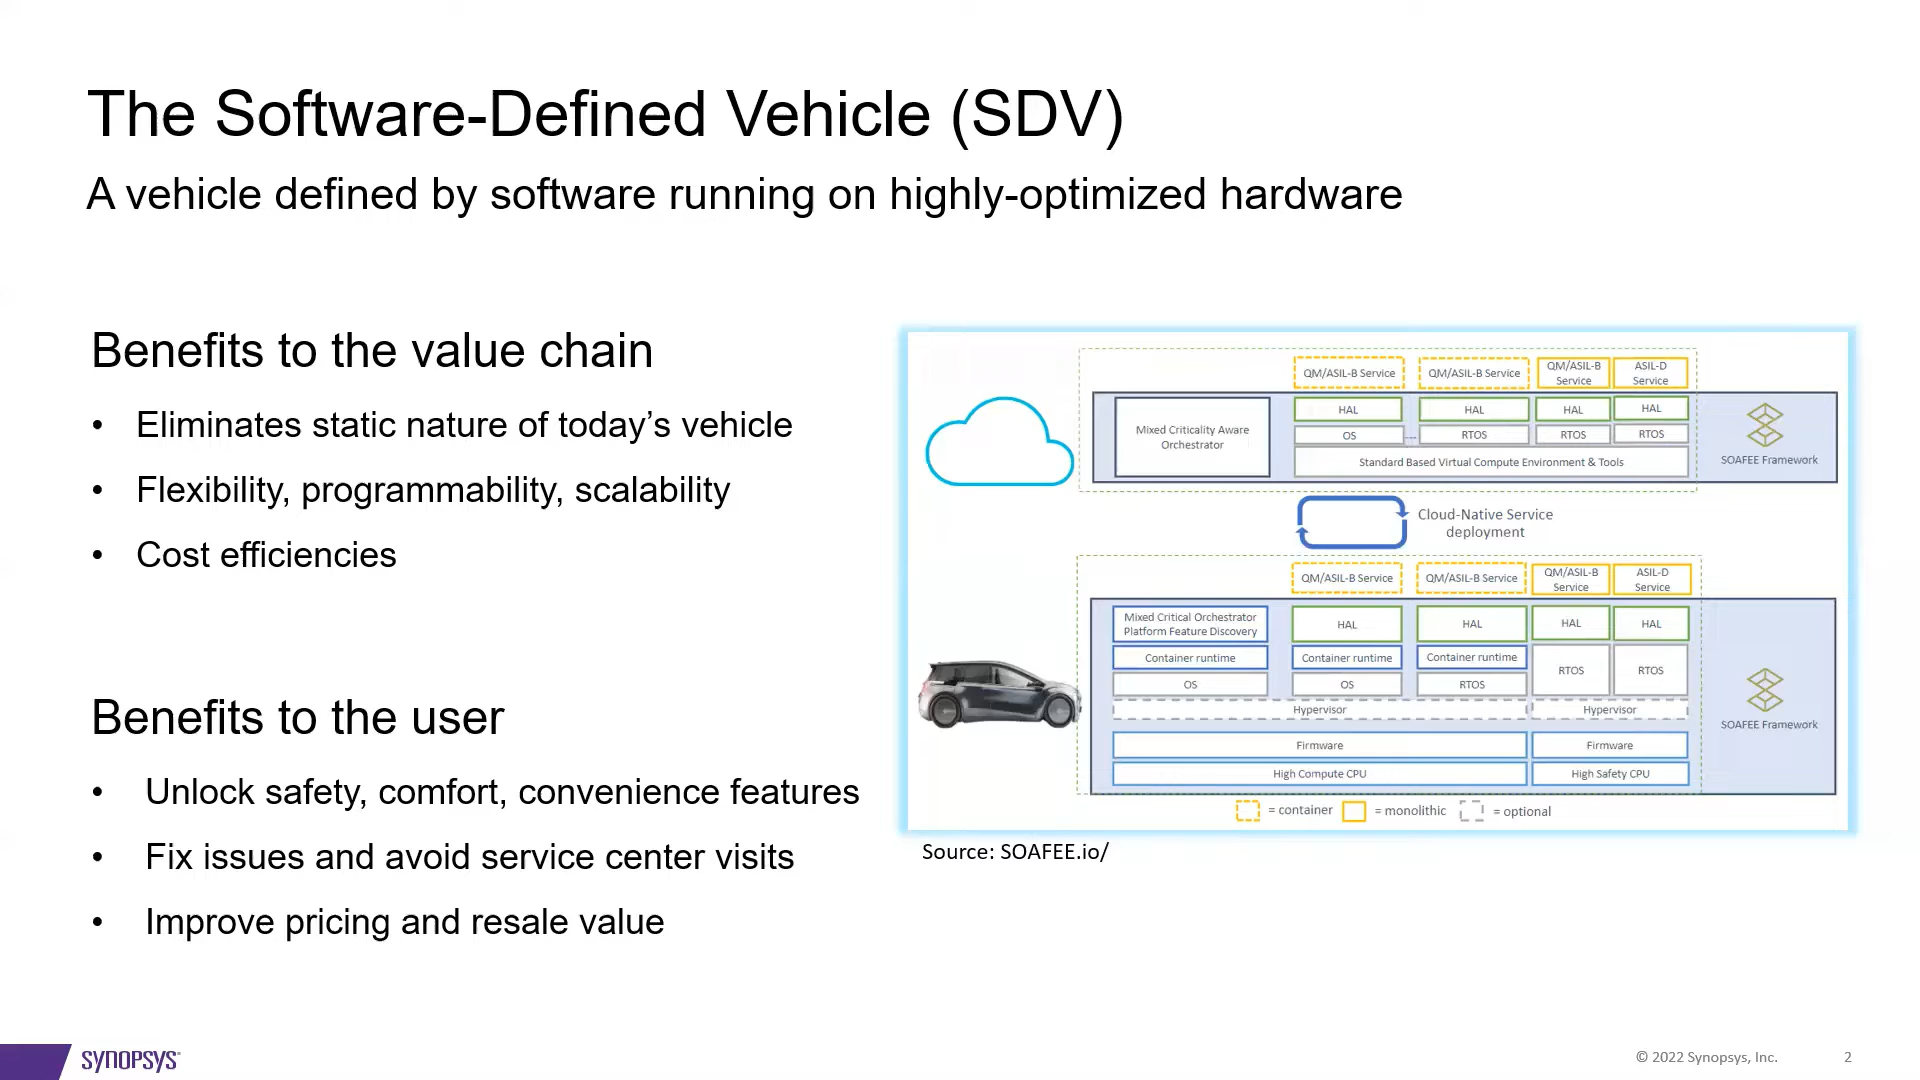 The Software-Defined Vehicle (SDV)
A vehicle defined by software running on highly-optimized hardware
Benefits to the value chain
• Eliminates static nature of today’s vehicle
• Flexibility, programmability, scalability
• Cost efficiencies
Benefits to the user
• Unlock safety, comfort, convenience features
• Fix issues and avoid service center visits
• Improve pricing and resale value
QM/ASIL-B Service
QM/ASIL-B Service
QM/ASIL-B
Service
ASIL-D
Service
Mixed Criticality Aware
Orchestrator
HAL
HAL
HAL
HAL
OS
RTOS
RTOS
RTOS
Standard Based Virtual Compute Environment & Tools
SOAFEE Framework
Cloud-Native Service
deployment
QM/ASIL-B Service
QM/ASIL-B Service
QM/ASIL-B
Service
ASIL-D
Service
Mixed Critical Orchestrator
Platform Feature Discovery
HAL
HAL
HAL
HAL
Container runtime
Container runtime
Container runtime
RTOS
RTOS
OS
OS
RTOS
Hypervisor
Hypervisor
SOAFEE Framework
Firmware
Firmware
High Compute CPU
High Safety CPU
= container
= monolithic
= optional
Source: SOAFEE.io/
SYNOPSYS
© 2022 Synopsys, Inc.
2